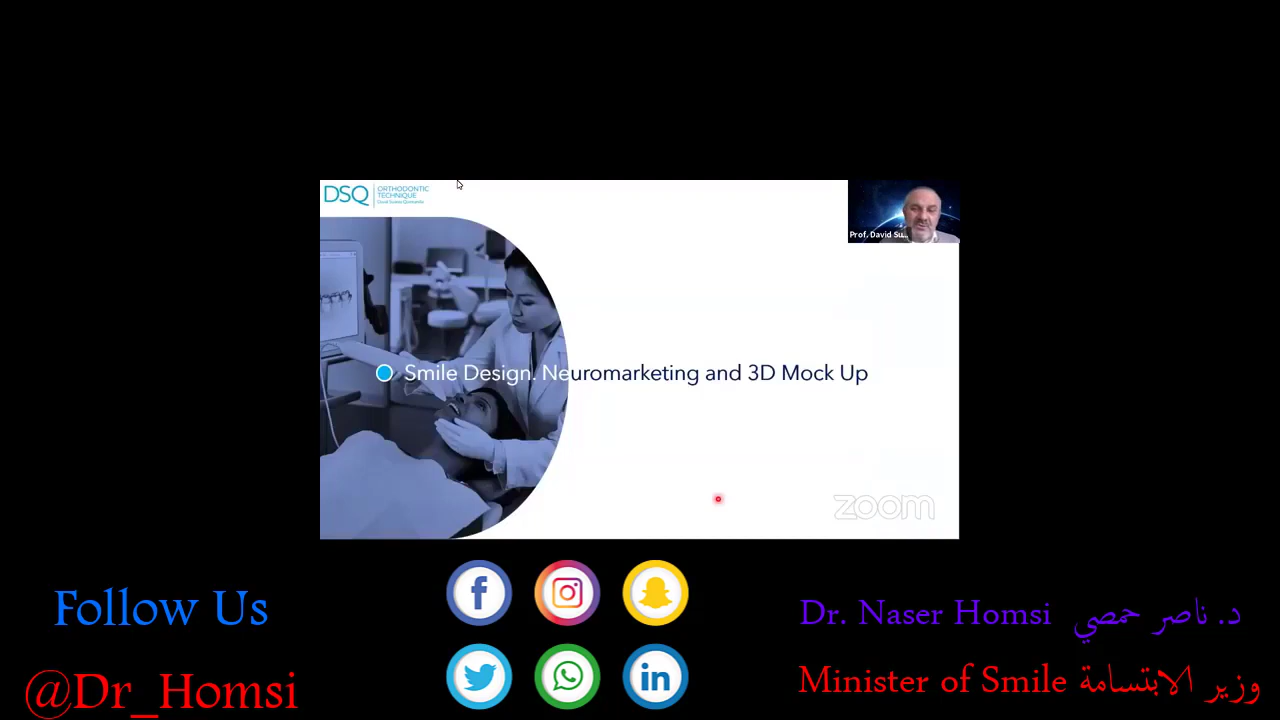 DSQ
ORTHODONTIC
TECHNIQUE
Prof. David Su...
Smile Design. Neuromarketing and 3D Mock Up
zoom
Follow Us
Dr. Naser Homsi د. ناصر حمصي
@Dr_Homsi
Minister of Smile وزير الابتسامة